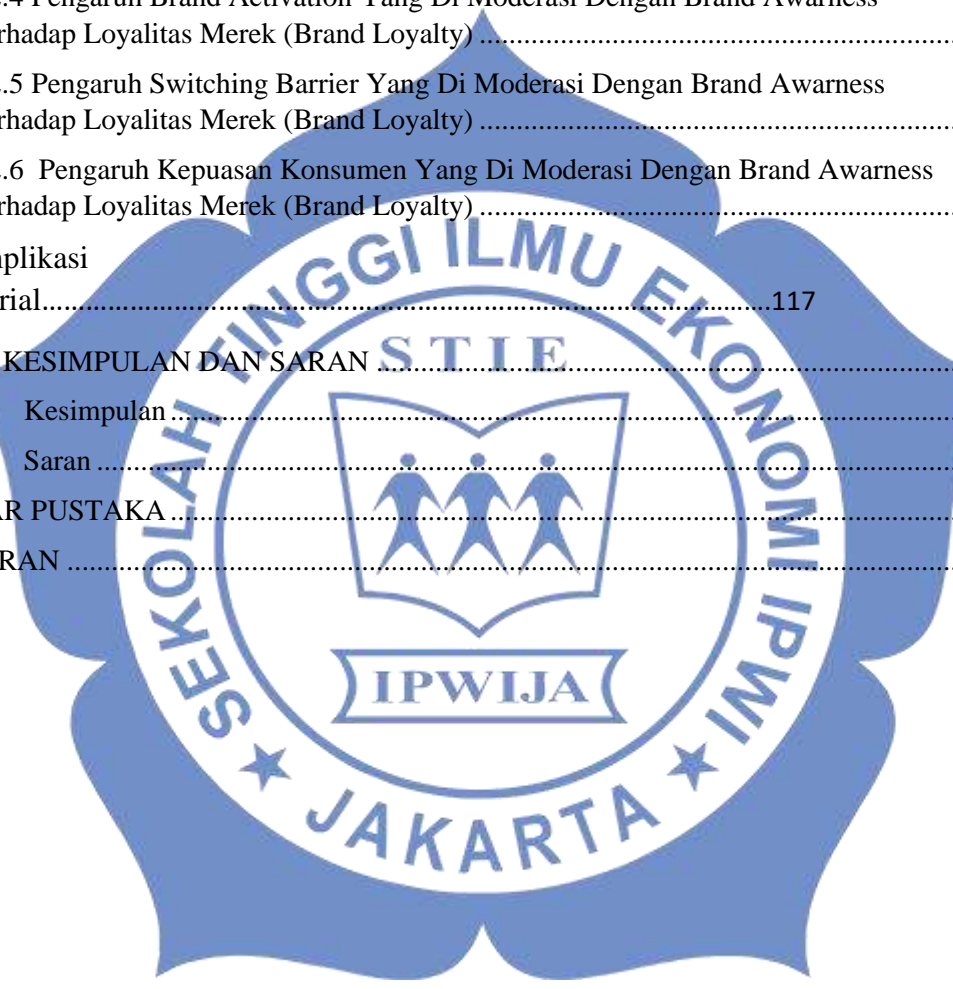 .4 Pengaruh Brand Activation Yang Di Moderasi Dengan Brand Awarness
rhadap Loyalitas Merek (Brand Loyalty) ................................................................
.5 Pengaruh Switching Barrier Yang Di Moderasi Dengan Brand Awarness
rhadap Loyalitas Merek (Brand Loyalty) ................................................................
.6 Pengaruh Kepuasan Konsumen Yang Di Moderasi Dengan Brand Awarness
rhadap Loyalitas Merek (Brand Loyalty) ................................................................
nplikasi
rial................................................................117
KESIMPULAN DAN SARAN ................................................................
Kesimpulan ................................................................
Saran ................................................................
AR PUSTAKA ................................................................
RAN ................................................................
SEKOLAH TINGGI ILMU EKONOMI IPWI
STIE
IPWIJA
★ JAKARTA ★